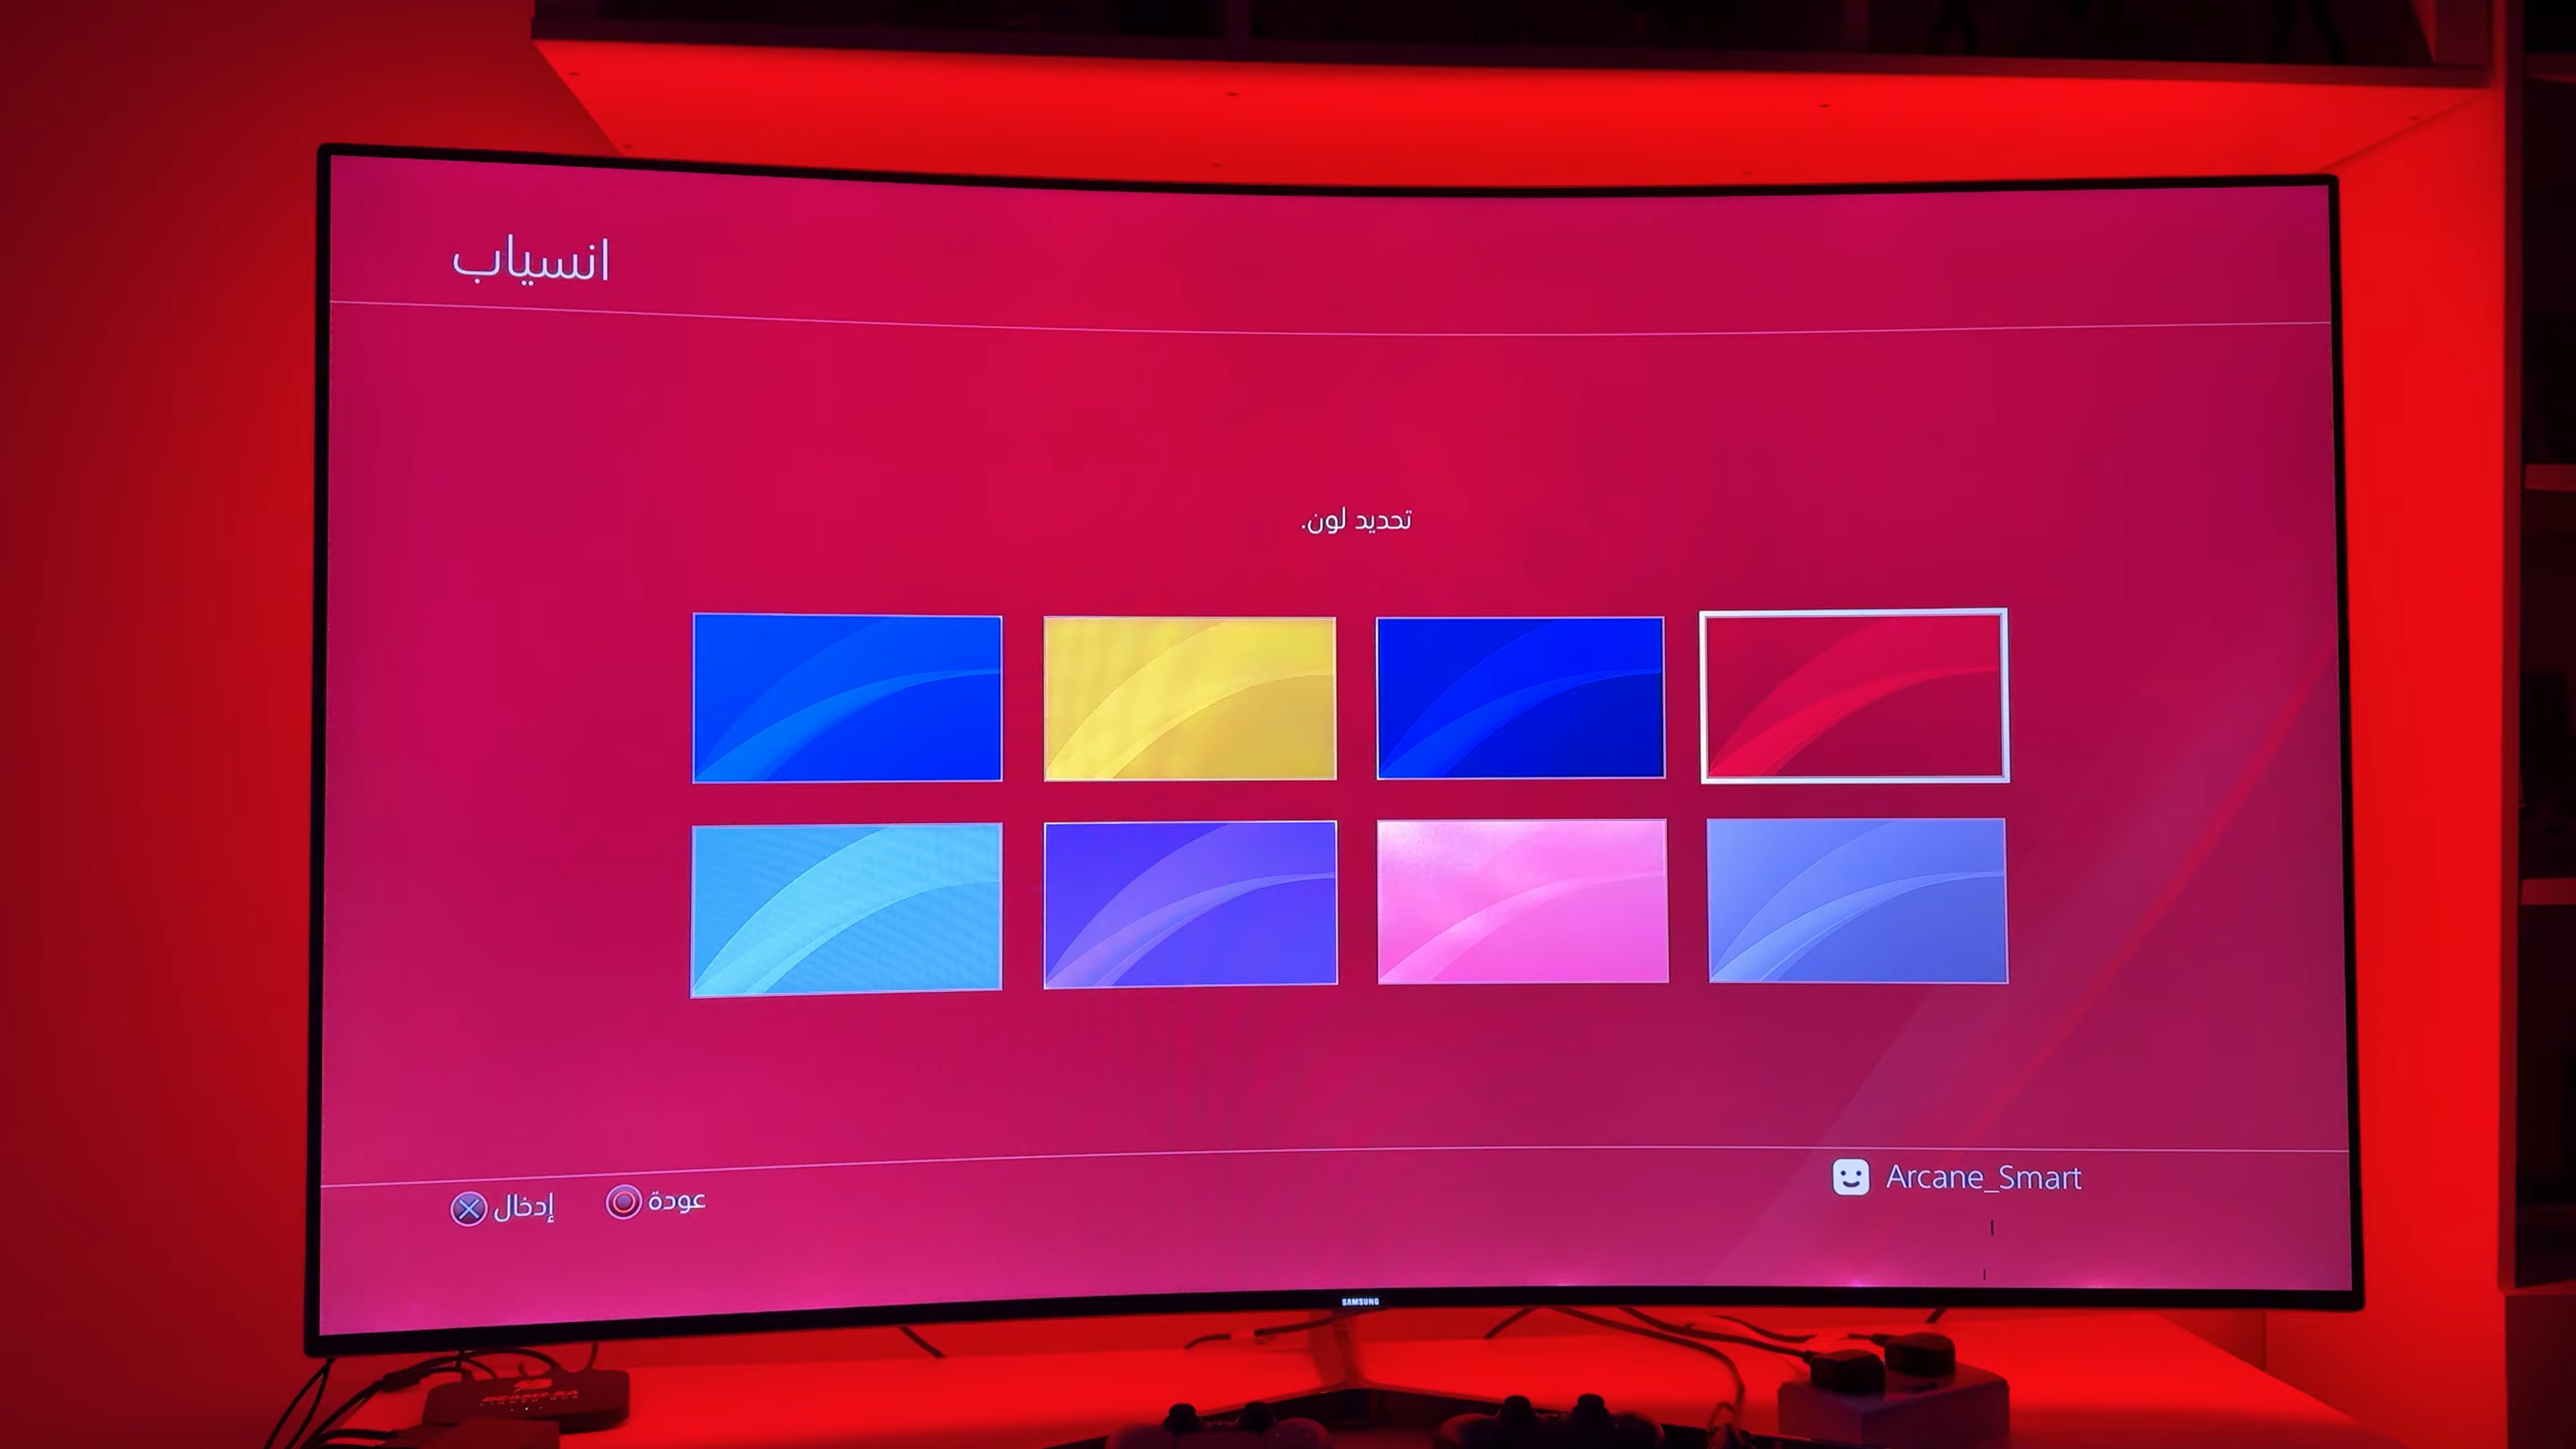 انسياب
تحديد لون.
إدخال
عودة
Arcane_Smart
SAMSUNG